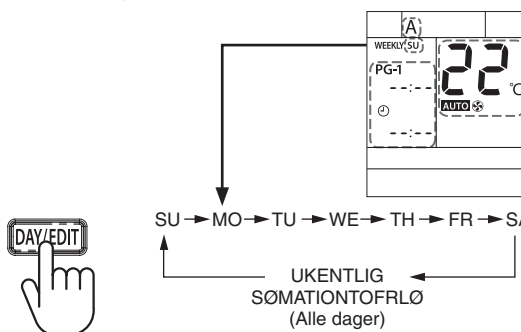 A
WEEKLY SU
PG-1
--:--
--:--
22 °C
AUTO
SU → MO → TU → WE → TH → FR → SA
DAY/EDIT
UKENTLIG
SØMATIONTOFRLØ
(Alle dager)